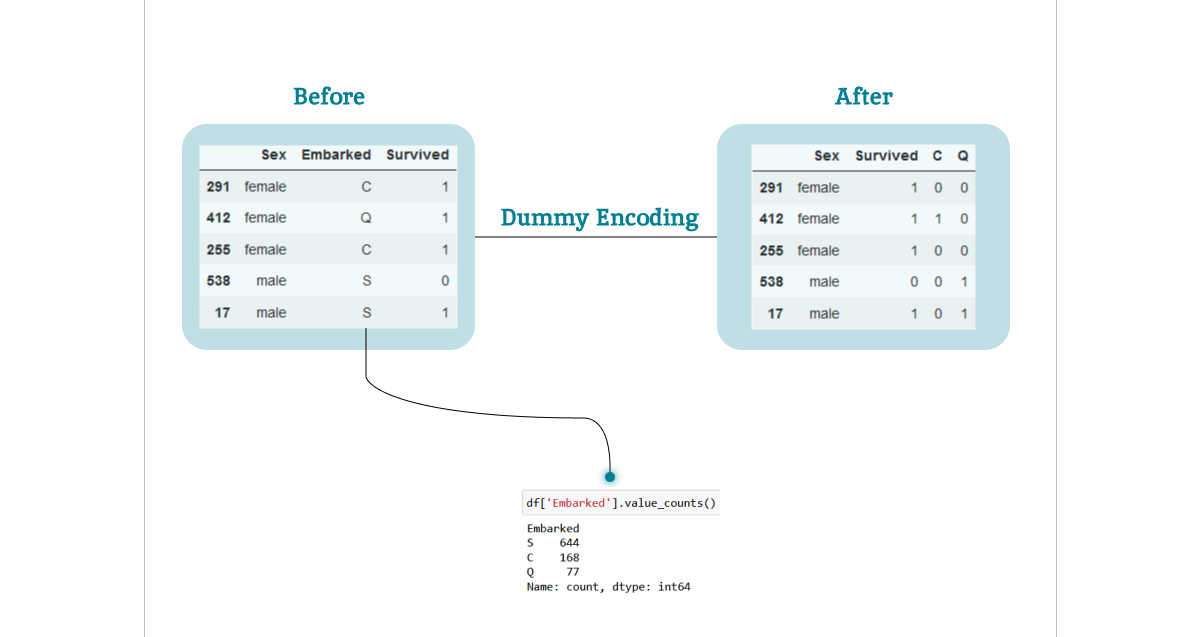 Before
After
Sex Embarked Survived
291 female C 1
412 female Q 1
255 female C 1
538 male S 0
17 male S 1
Dummy Encoding
Sex Survived C Q
291 female 1 0 0
412 female 1 1 0
255 female 1 0 0
538 male 0 0 1
17 male 1 0 1
df['Embarked'].value_counts()
Embarked
S 644
C 168
Q 77
Name: count, dtype: int64